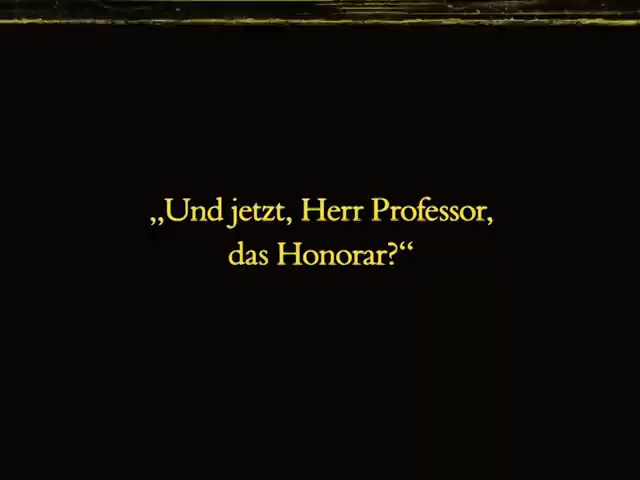 „Und jetzt, Herr Professor,
das Honorar?“